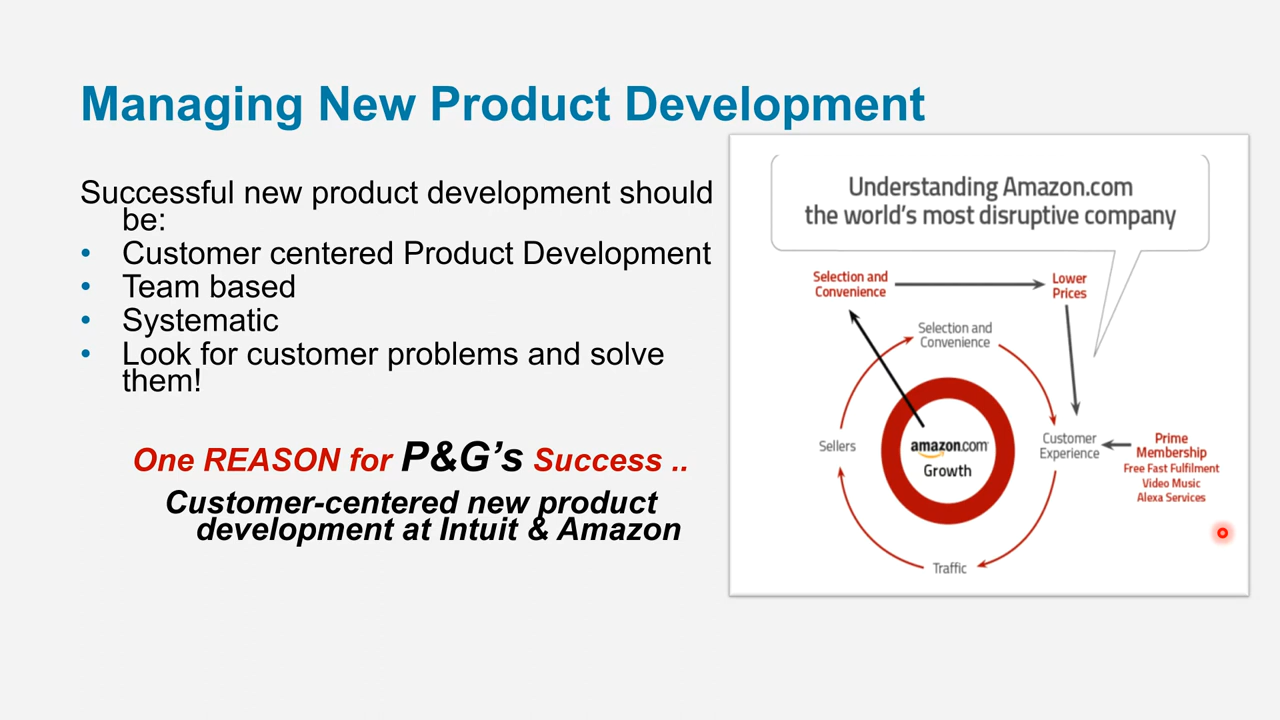 Managing New Product Development
Successful new product development should
be:
• Customer centered Product Development
• Team based
• Systematic
• Look for customer problems and solve
them!
One REASON for P&G's Success ..
Customer-centered new product
development at Intuit & Amazon
Understanding Amazon.com
the world's most disruptive company
Selection and
Convenience
Lower
Prices
Selection and
Convenience
Sellers
amazon.com
Growth
Customer
Experience
Prime
Membership
Free Fast Fulfilment
Video Music
Alexa Services
Traffic